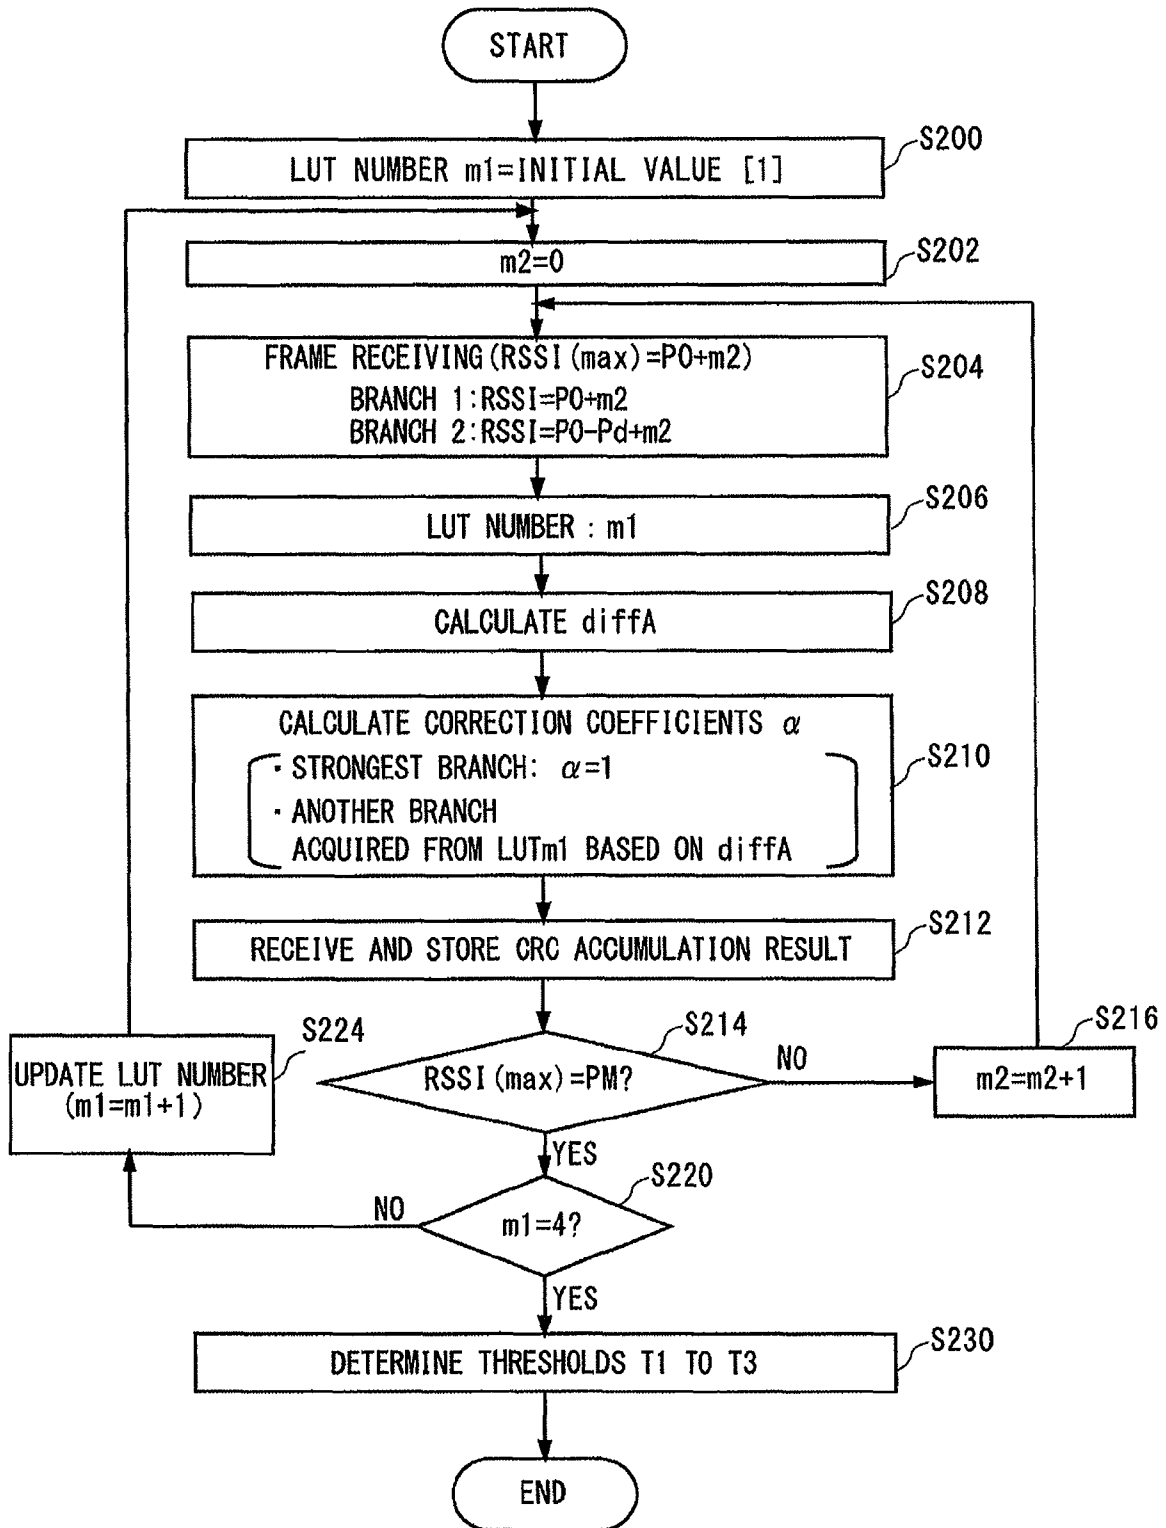 START
LUT NUMBER m1=INITIAL VALUE [1]
S200
m2=0
S202
FRAME RECEIVING(RSSI(max)=P0+m2)
BRANCH 1:RSSI=P0+m2
BRANCH 2:RSSI=P0-Pd+m2
S204
LUT NUMBER : m1
S206
CALCULATE diffA
S208
CALCULATE CORRECTION COEFFICIENTS α
· STRONGEST BRANCH: α=1
· ANOTHER BRANCH
ACQUIRED FROM LUTm1 BASED ON diffA
S210
RECEIVE AND STORE CRC ACCUMULATION RESULT
S212
RSSI(max)=PM?
S214
NO
m2=m2+1
S216
YES
m1=4?
S220
NO
UPDATE LUT NUMBER
(m1=m1+1)
S224
YES
DETERMINE THRESHOLDS T1 TO T3
S230
END